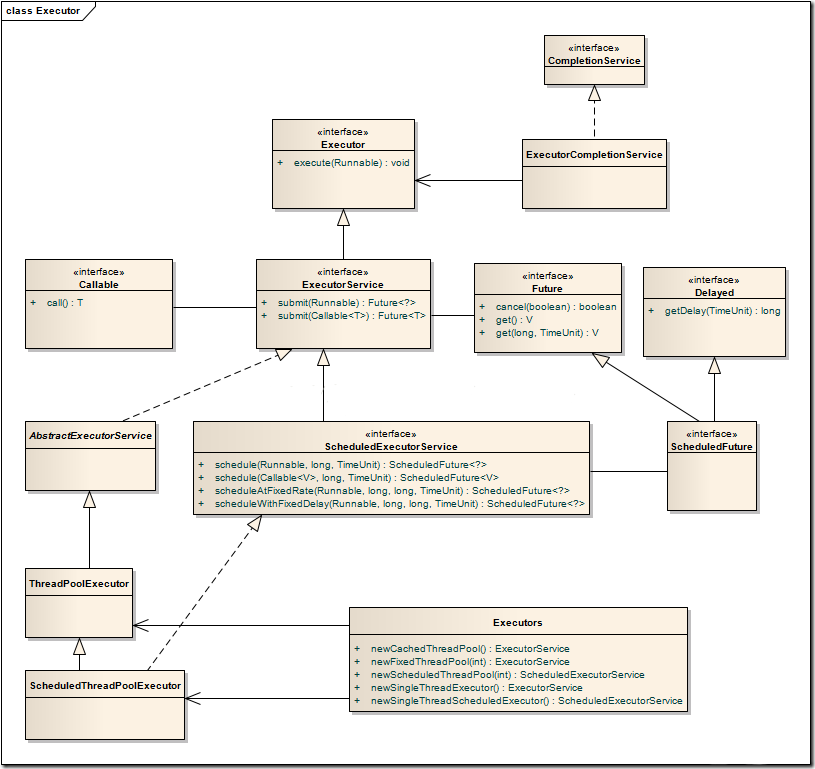 class Executor
«interface»
CompletionService
«interface»
Executor
+ execute(Runnable) : void
ExecutorCompletionService
«interface»
Callable
+ call() : T
«interface»
ExecutorService
+ submit(Runnable) : Future<?>
+ submit(Callable<T>) : Future<T>
«interface»
Future
+ cancel(boolean) : boolean
+ get() : V
+ get(long, TimeUnit) : V
«interface»
Delayed
+ getDelay(TimeUnit) : long
AbstractExecutorService
«interface»
ScheduledExecutorService
+ schedule(Runnable, long, TimeUnit) : ScheduledFuture<?>
+ schedule(Callable<V>, long, TimeUnit) : ScheduledFuture<V>
+ scheduleAtFixedRate(Runnable, long, long, TimeUnit) : ScheduledFuture<?>
+ scheduleWithFixedDelay(Runnable, long, long, TimeUnit) : ScheduledFuture<?>
«interface»
ScheduledFuture
ThreadPoolExecutor
Executors
+ newCachedThreadPool() : ExecutorService
+ newFixedThreadPool(int) : ExecutorService
+ newScheduledThreadPool(int) : ScheduledExecutorService
+ newSingleThreadExecutor() : ExecutorService
+ newSingleThreadScheduledExecutor() : ScheduledExecutorService
ScheduledThreadPoolExecutor